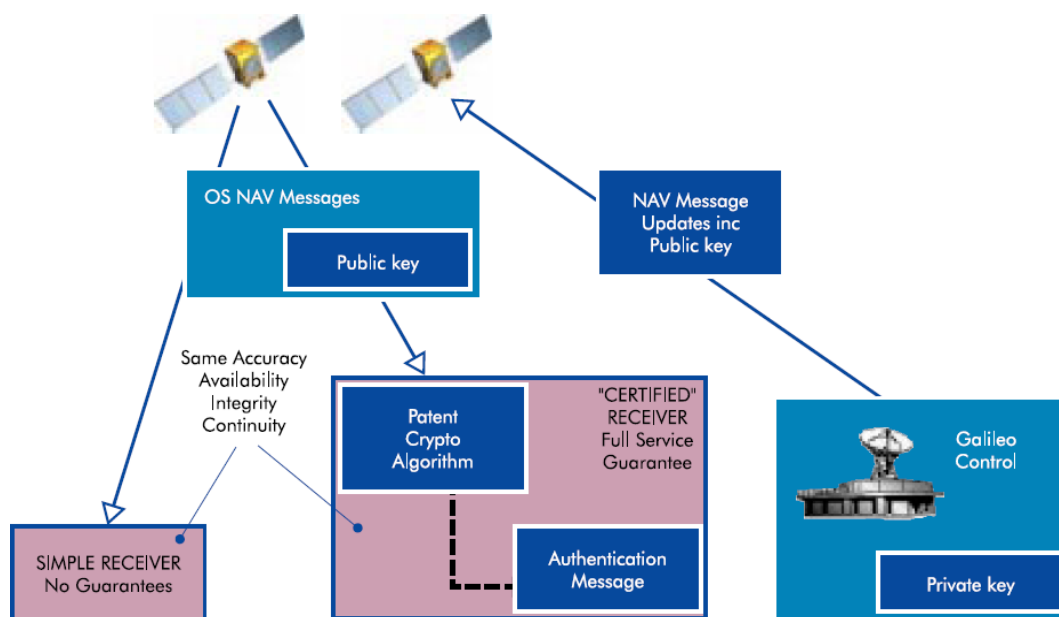 OS NAV Messages
Public key
NAV Message
Updates inc
Public key
Same Accuracy
Availability
Integrity
Continuity
Patent
Crypto
Algorithm
"CERTIFIED"
RECEIVER
Full Service
Guarantee
Galileo
Control
SIMPLE RECEIVER
No Guarantees
Authentication
Message
Private key